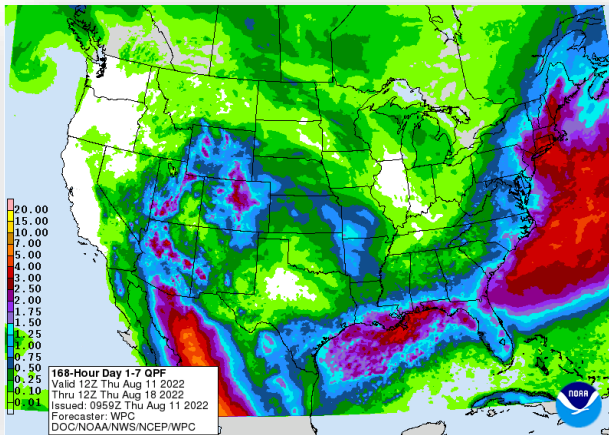 20.00
15.00
10.00
7.00
5.00
4.00
3.00
2.50
2.00
1.75
1.50
1.25
1.00
0.75
0.50
0.25
0.10
0.01
168-Hour Day 1-7 QPF
Valid 12Z Thu Aug 11 2022
Thru 12Z Thu Aug 18 2022
Issued: 0959Z Thu Aug 11 2022
Forecaster: WPC
DOC/NOAA/NWS/NCEP/WPC
NOAA